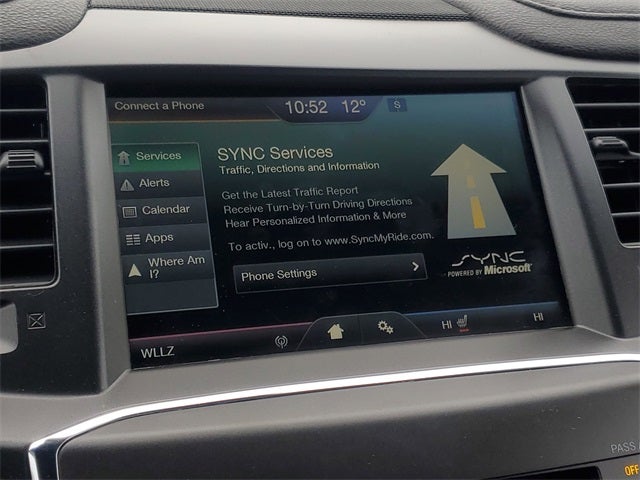 Connect a Phone
10:52 12° S
Services
Alerts
Calendar
Apps
Where Am
I?
SYNC Services
Traffic, Directions and Information
Get the Latest Traffic Report
Receive Turn-by-Turn Driving Directions
Hear Personalized Information & More
To activ., log on to www.SyncMyRide.com.
Phone Settings
SYNC
POWERED BY Microsoft
WLLZ
HI
HI
PASS
OFF